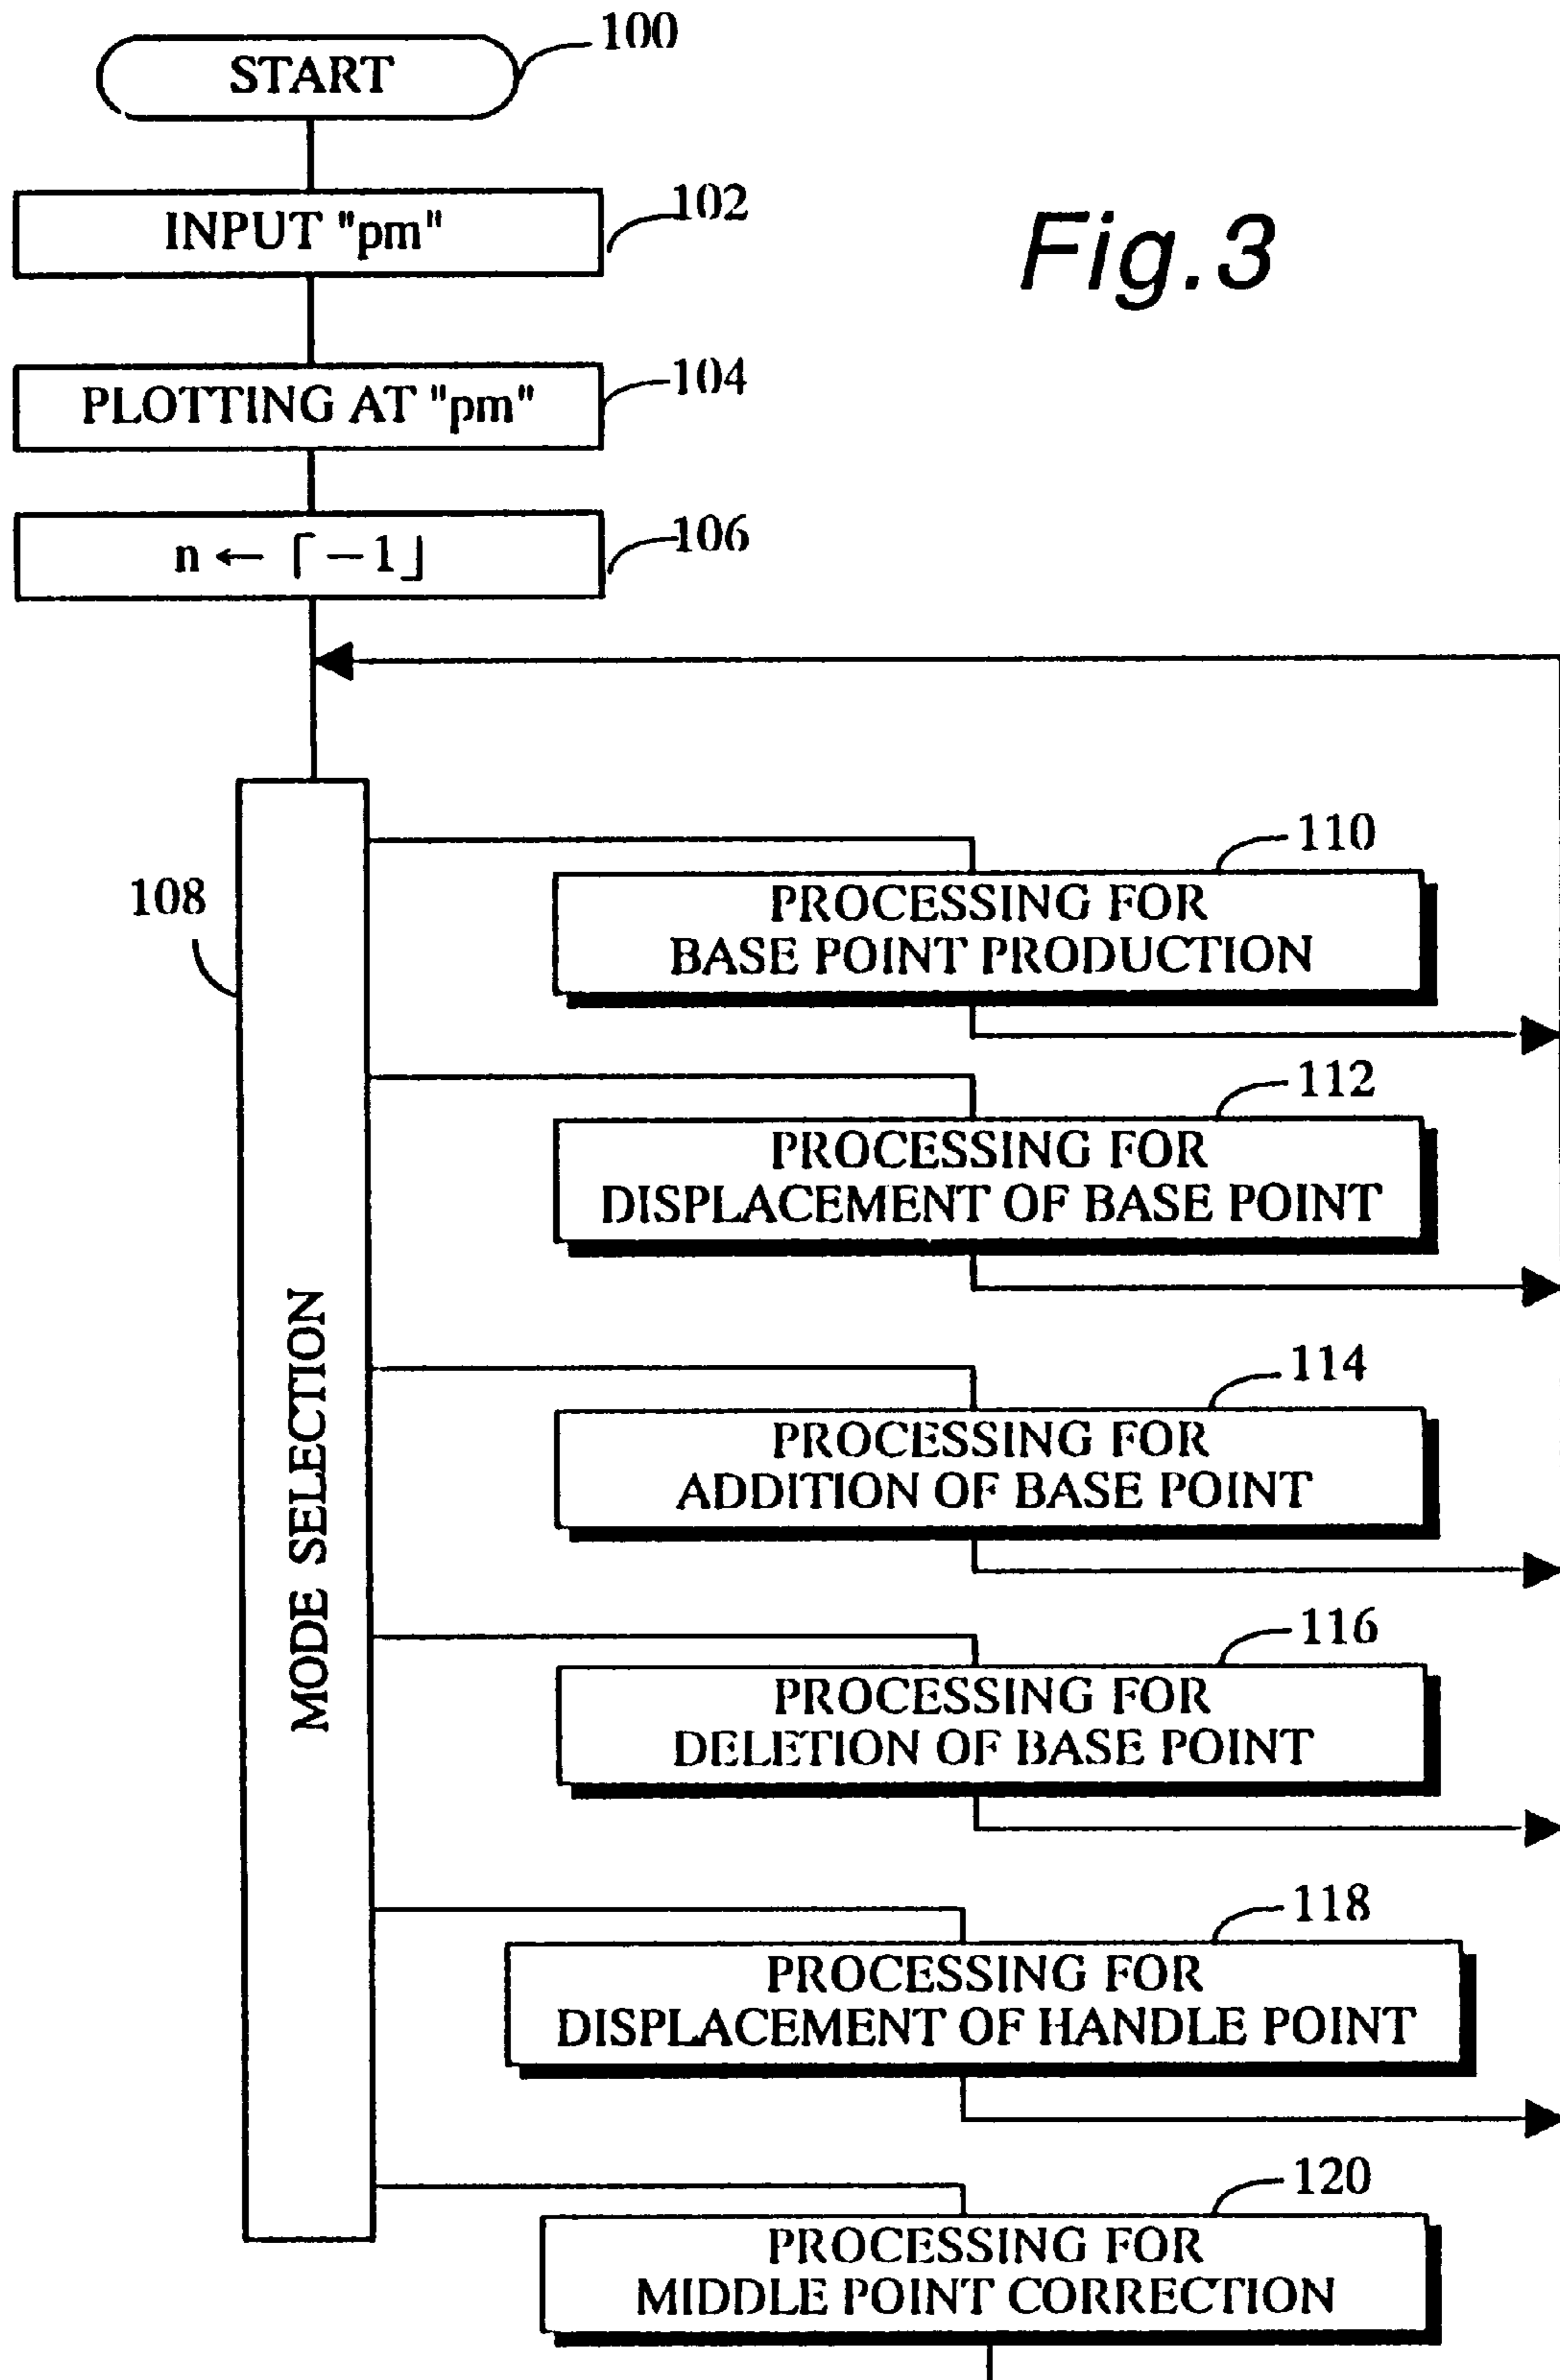 START
100
INPUT "pm"
102
Fig.3
PLOTTING AT "pm"
104
n ← ⌈−1⌋
106
108
MODE SELECTION
110
PROCESSING FOR
BASE POINT PRODUCTION
112
PROCESSING FOR
DISPLACEMENT OF BASE POINT
114
PROCESSING FOR
ADDITION OF BASE POINT
116
PROCESSING FOR
DELETION OF BASE POINT
118
PROCESSING FOR
DISPLACEMENT OF HANDLE POINT
120
PROCESSING FOR
MIDDLE POINT CORRECTION